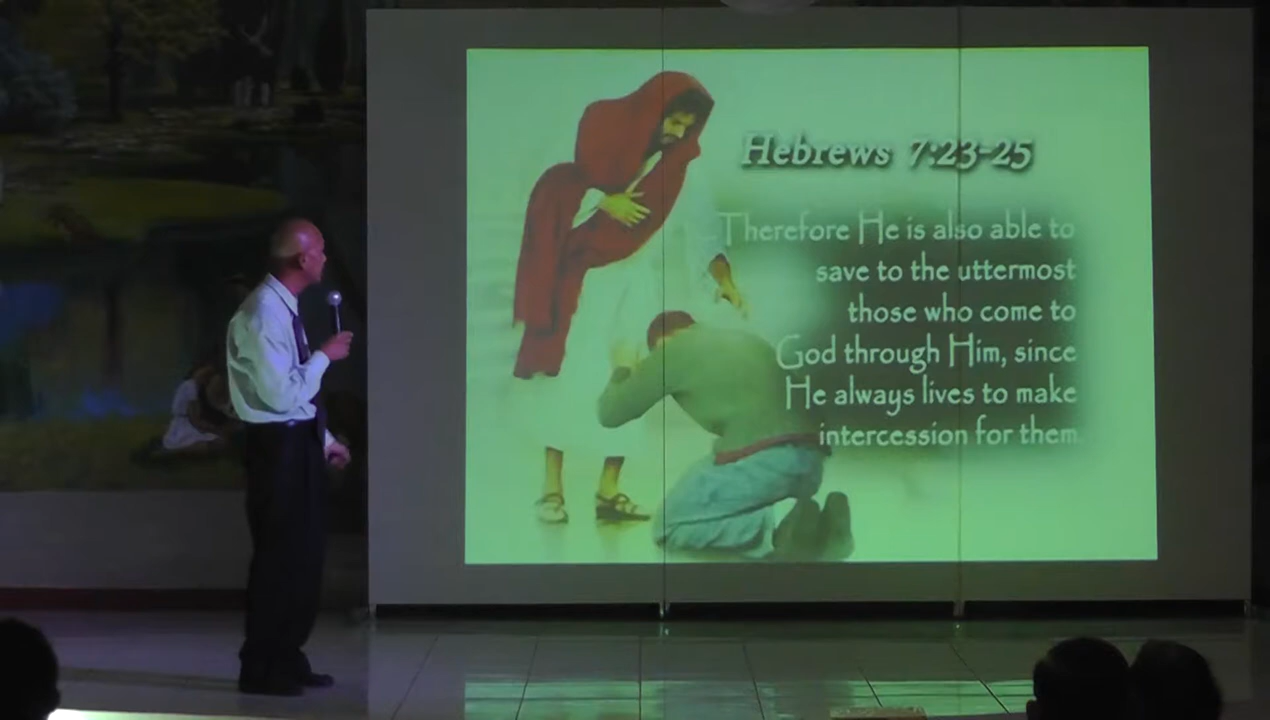 Hebrews 7:23-25
Therefore He is also able to
save to the uttermost
those who come to
God through Him, since
He always lives to make
intercession for them.